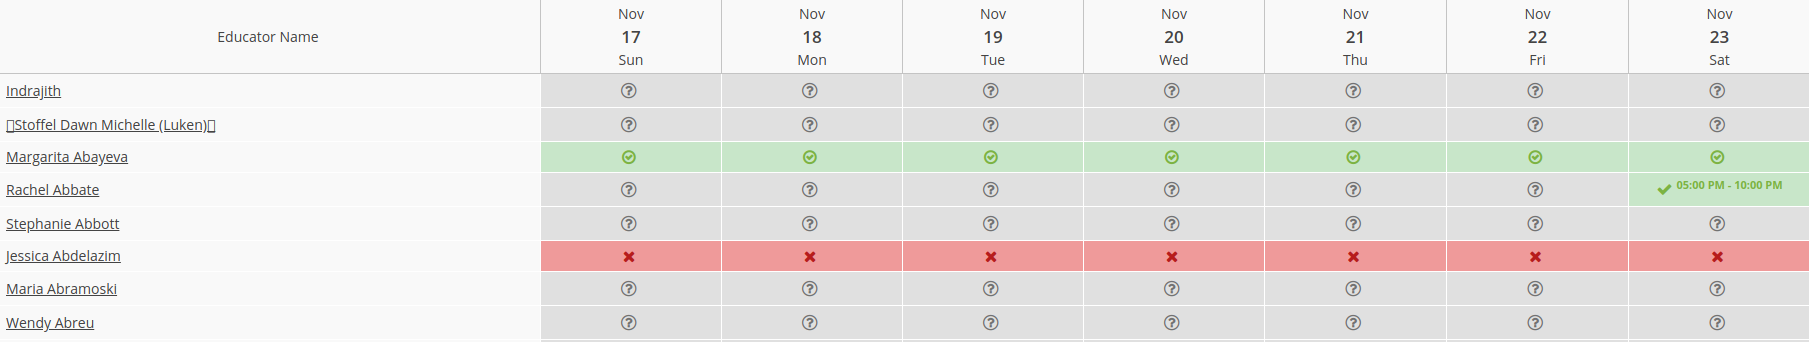 Educator Name
Nov Nov Nov Nov Nov Nov Nov
17 18 19 20 21 22 23
Sun Mon Tue Wed Thu Fri Sat
Indrajith
Stoffel Dawn Michelle (Luken)
Margarita Abayeva
Rachel Abbate 05:00 PM - 10:00 PM
Stephanie Abbott
Jessica Abdelazim
Maria Abramoski
Wendy Abreu